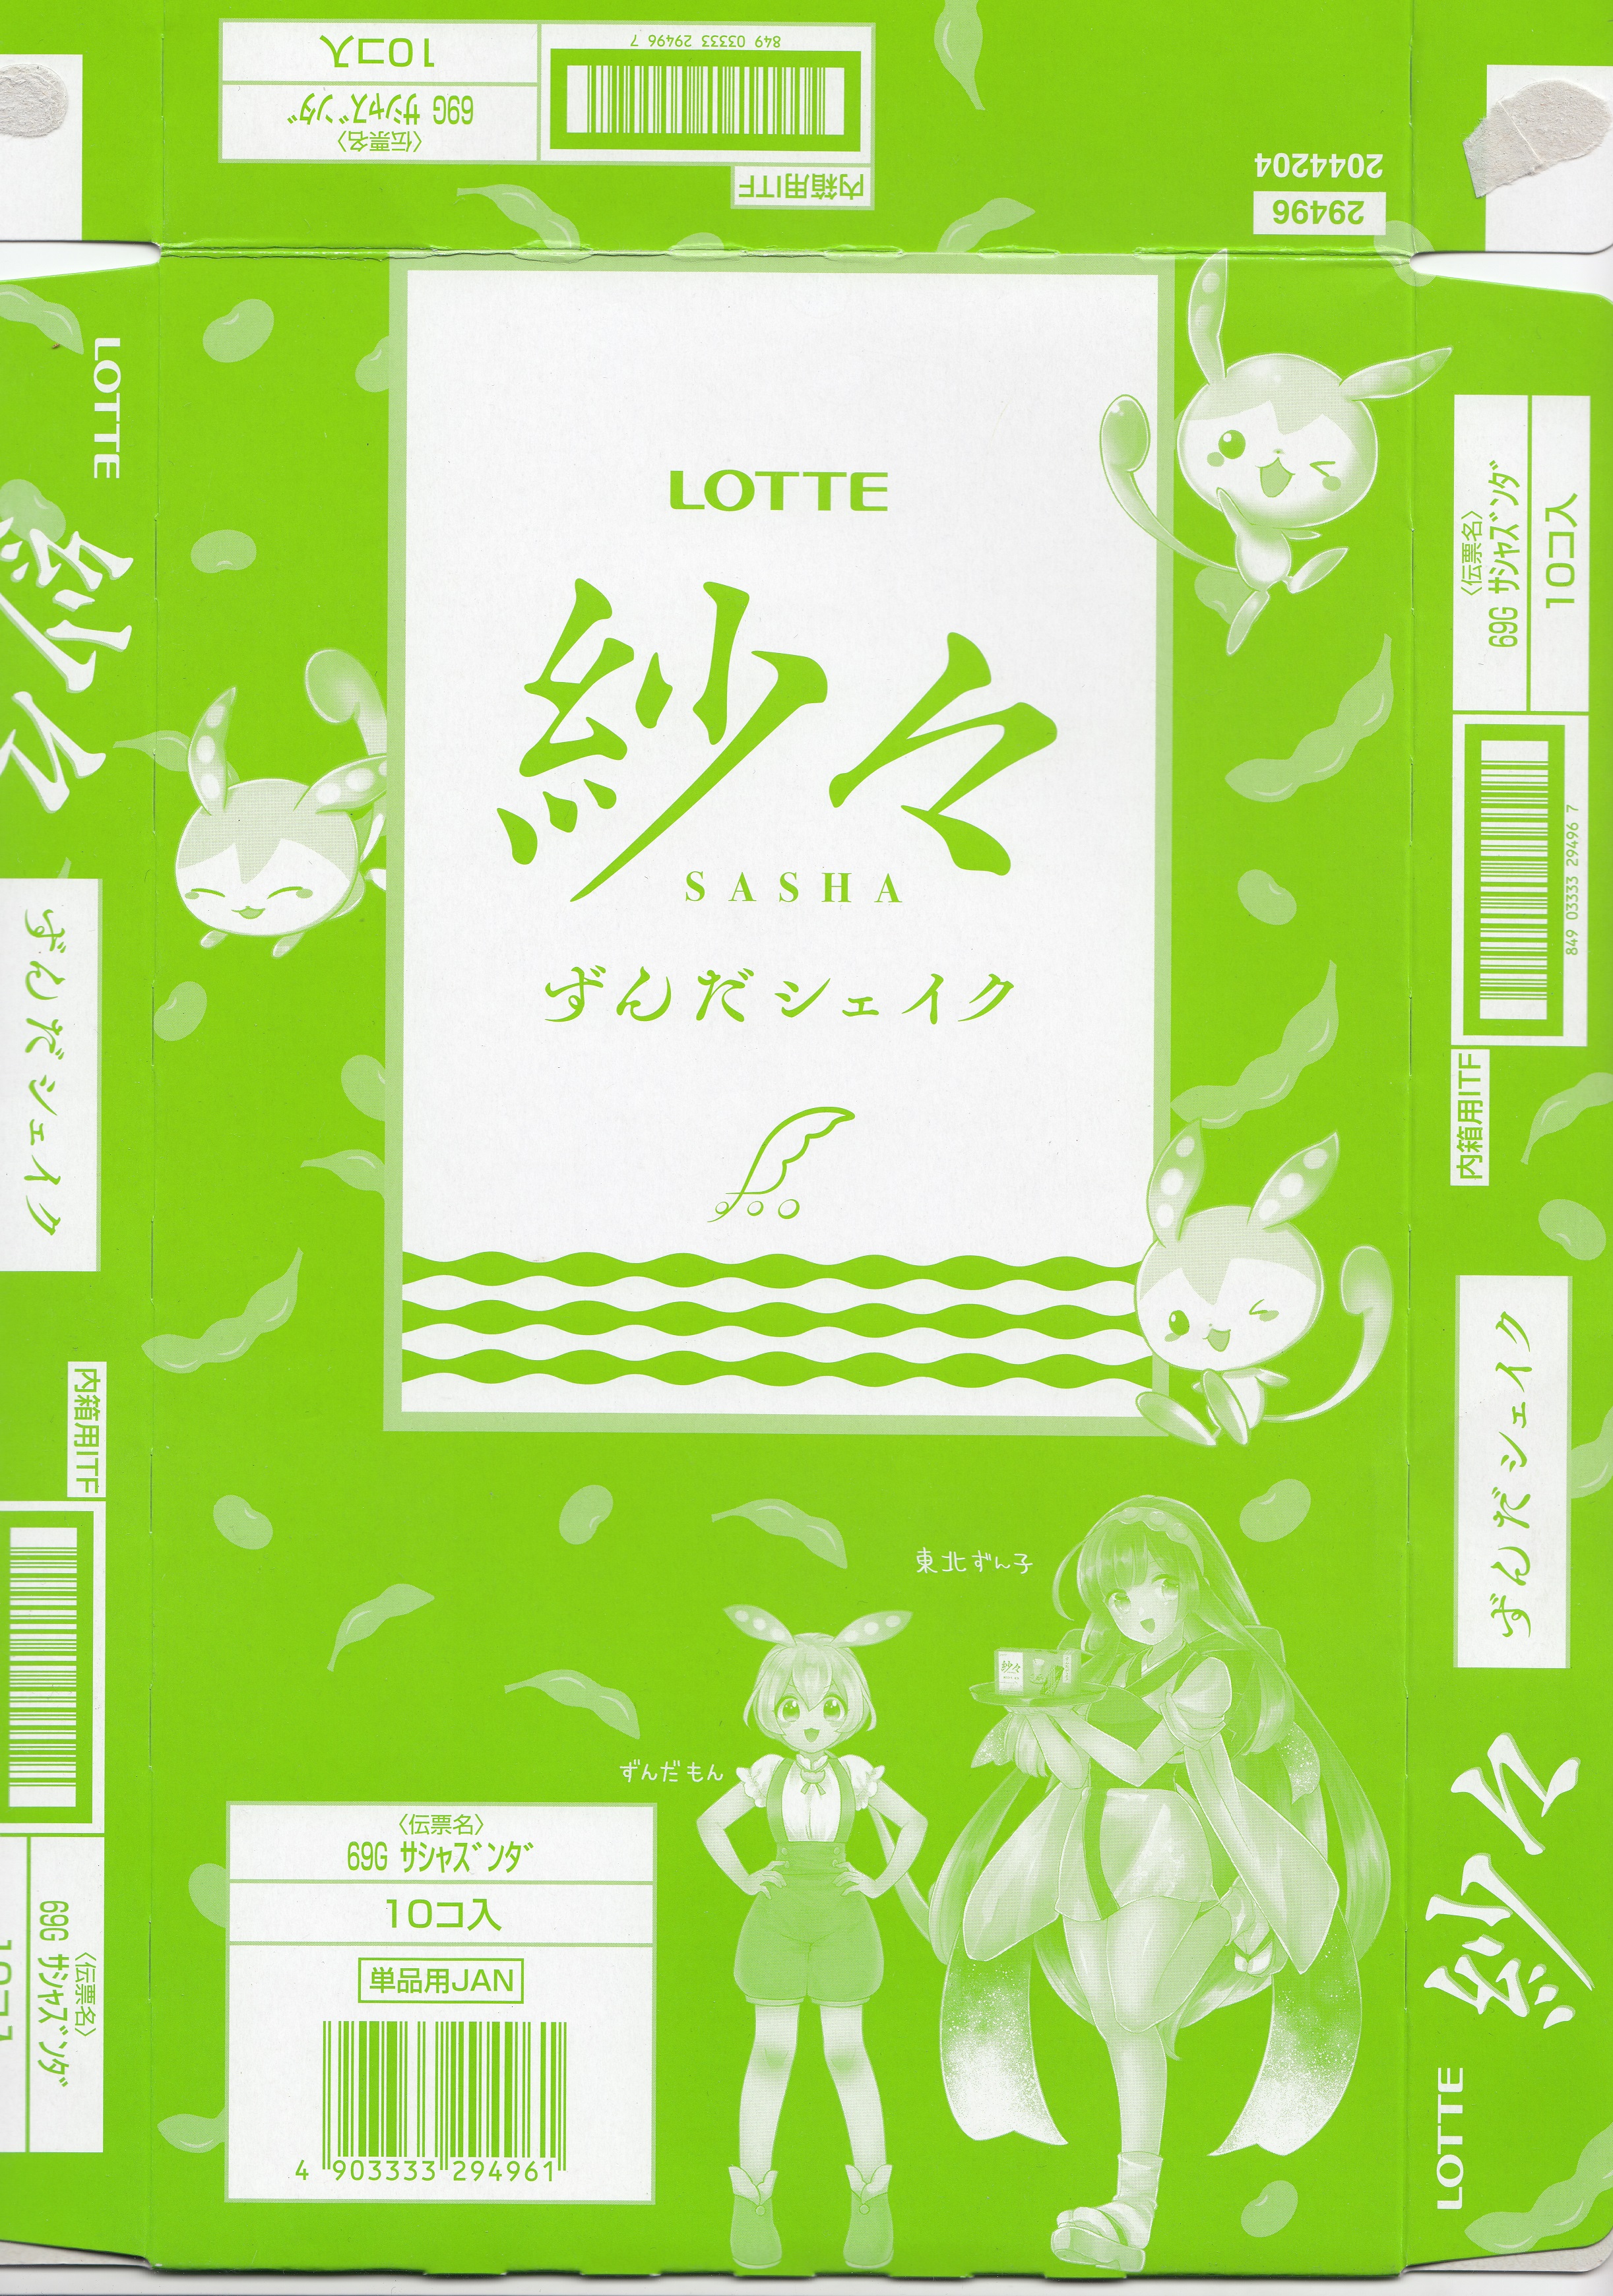 10コ入
〈伝票名〉
69G サシャズンダ
849 03333 29496 7
内箱用ITF
2044204
29496
LOTTE
紗々
SASHA
ずんだシェイク
LOTTE
紗々
ずんだシェイク
内箱用ITF
〈伝票名〉
69G サシャズンダ
〈伝票名〉
69G サシャズンダ
10コ入
849 03333 29496 7
内箱用ITF
ずんだシェイク
紗々
LOTTE
東北ずん子
紗々
ずんだもん
〈伝票名〉
69G サシャズンダ
10コ入
単品用JAN
4 903333 294961